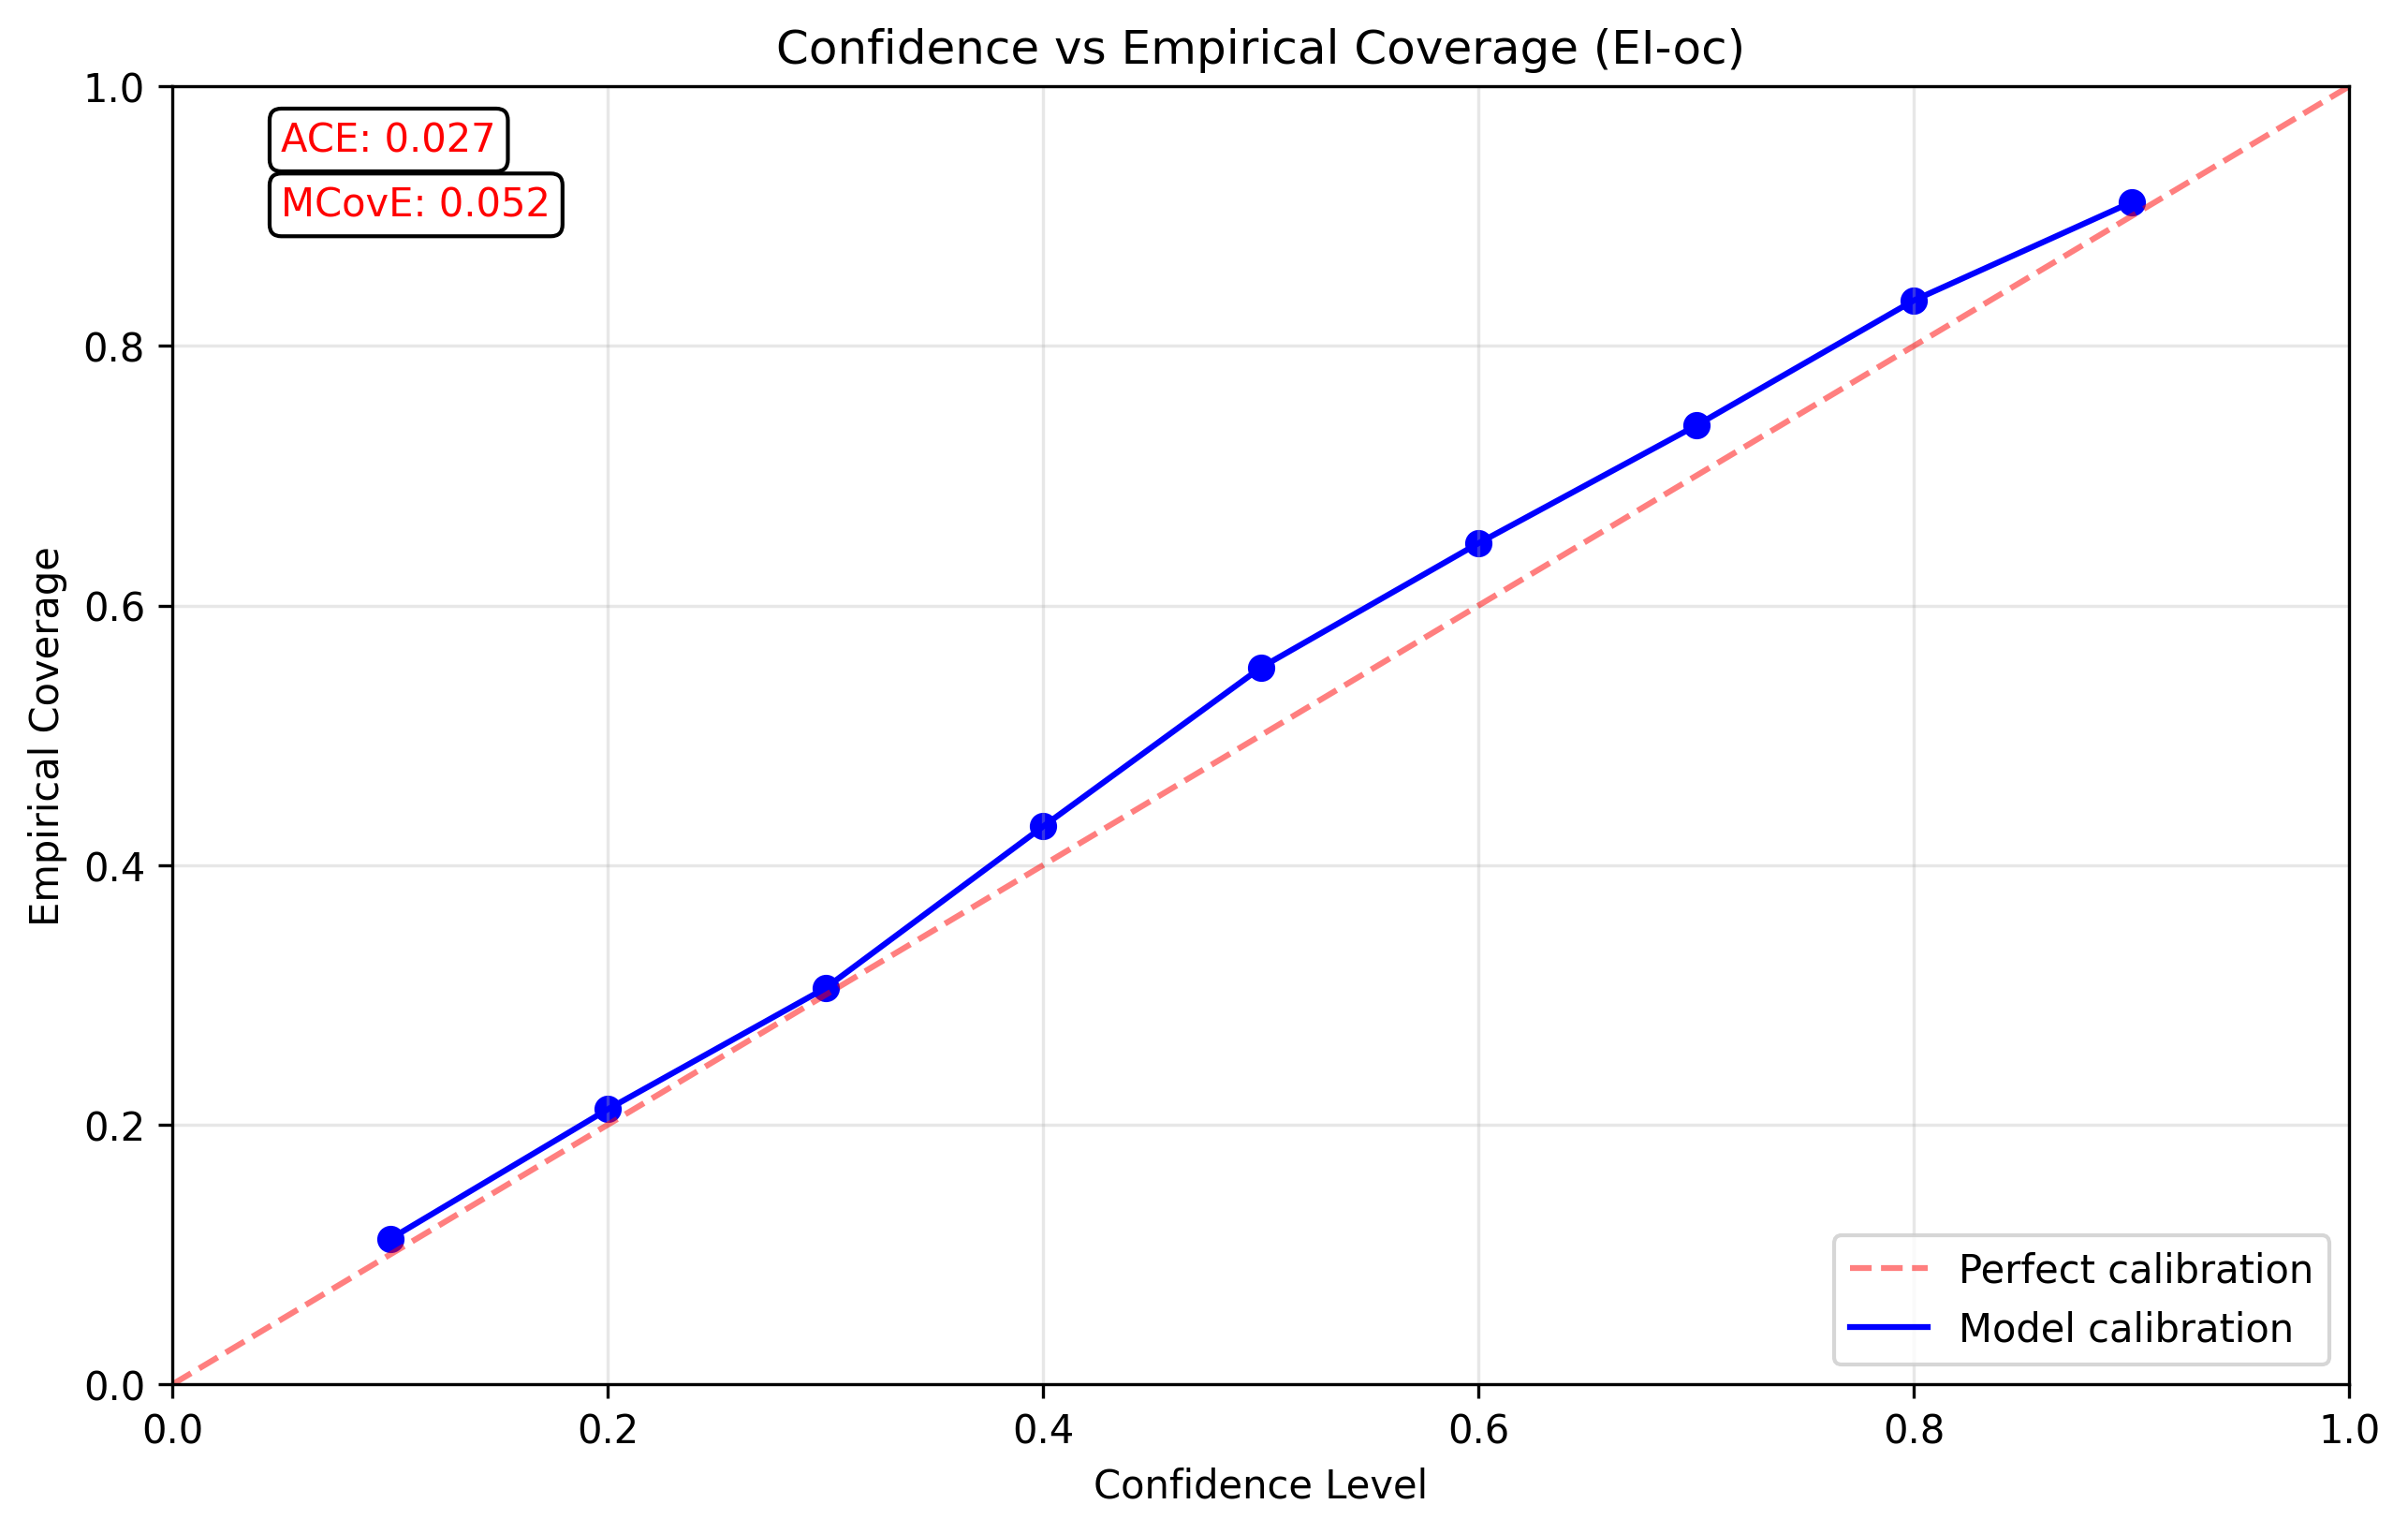 Confidence vs Empirical Coverage (EI-oc)
ACE: 0.027
MCovE: 0.052
1.0
0.8
0.6
0.4
0.2
0.0
Empirical Coverage
0.0 0.2 0.4 0.6 0.8 1.0
Confidence Level
Perfect calibration
Model calibration